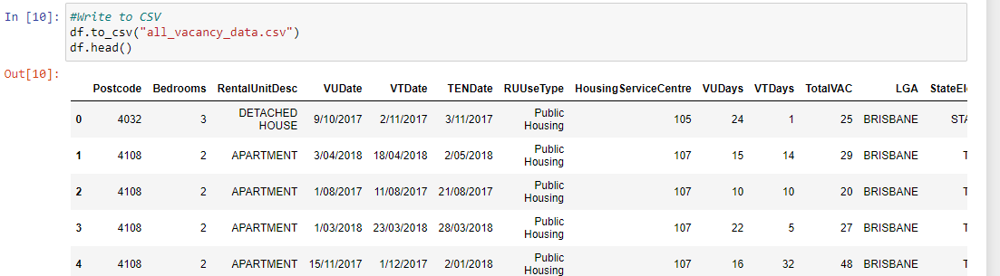 In [10]: #Write to CSV
df.to_csv("all_vacancy_data.csv")
df.head()
Out[10]:
Postcode Bedrooms RentalUnitDesc VUDate VTDate TENDate RUUseType HousingServiceCentre VUDays VTDays TotalVAC LGA StateEle
0 4032 3 DETACHED HOUSE 9/10/2017 2/11/2017 3/11/2017 Public Housing 105 24 1 25 BRISBANE STA
1 4108 2 APARTMENT 3/04/2018 18/04/2018 2/05/2018 Public Housing 107 15 14 29 BRISBANE T
2 4108 2 APARTMENT 1/08/2017 11/08/2017 21/08/2017 Public Housing 107 10 10 20 BRISBANE T
3 4108 2 APARTMENT 1/03/2018 23/03/2018 28/03/2018 Public Housing 107 22 5 27 BRISBANE T
4 4108 2 APARTMENT 15/11/2017 1/12/2017 2/01/2018 Public Housing 107 16 32 48 BRISBANE T